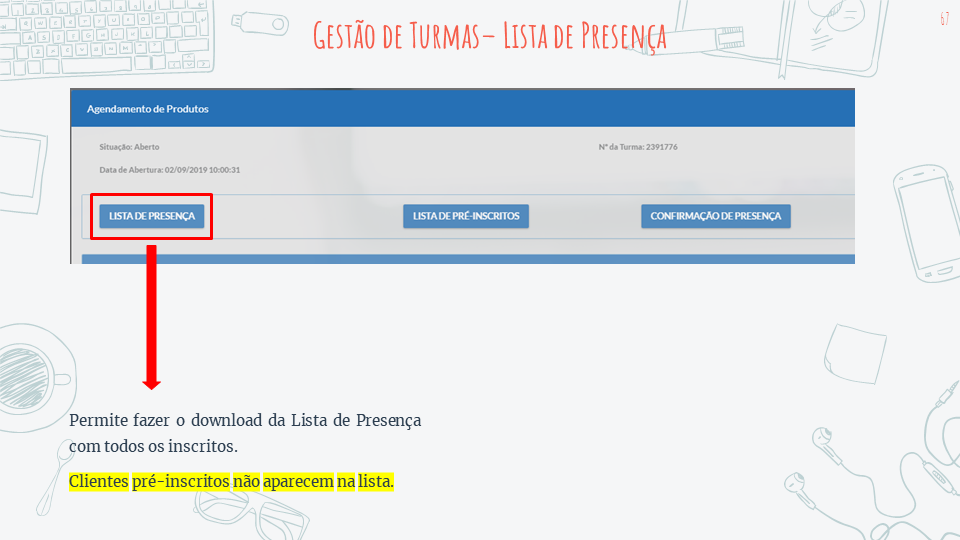 Gestão de Turmas– Lista de Presença
67
Agendamento de Produtos
Situação: Aberto
Nº da Turma: 2391776
Data de Abertura: 02/09/2019 10:00:31
LISTA DE PRESENÇA
LISTA DE PRÉ-INSCRITOS
CONFIRMAÇÃO DE PRESENÇA
Permite fazer o download da Lista de Presença
com todos os inscritos.
Clientes pré-inscritos não aparecem na lista.